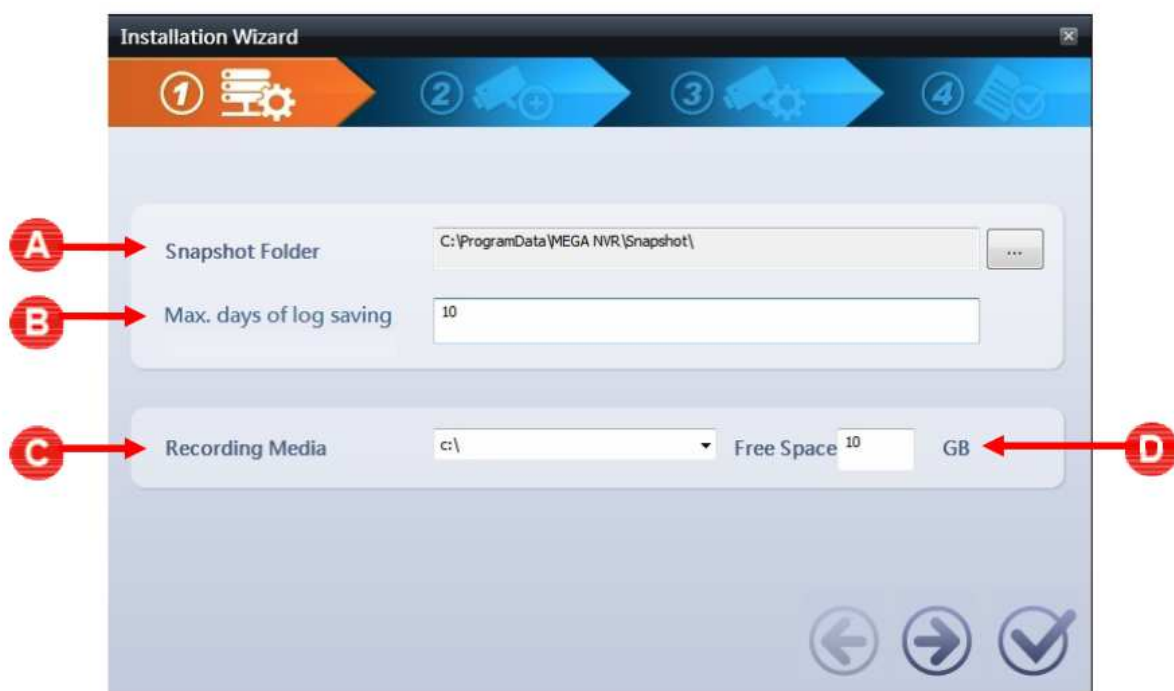 Installation Wizard
1 2 3 4
A Snapshot Folder C:\ProgramData\MEGA NVR\Snapshot\ ...
B Max. days of log saving 10
C Recording Media c:\ Free Space 10 GB D